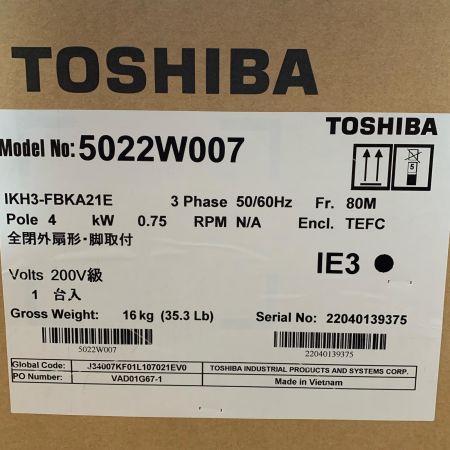 TOSHIBA
TOSHIBA
Model No: 5022W007
IKH3-FBKA21E 3 Phase 50/60Hz Fr. 80M
Pole 4 kW 0.75 RPM N/A Encl. TEFC
全閉外扇形・脚取付
IE3
Volts 200V級
1 台入
Gross Weight: 16 kg (35.3 Lb) Serial No: 22040139375
5022W007 22040139375
Global Code: J34007KF01L107021EV0 TOSHIBA INDUSTRIAL PRODUCTS AND SYSTEMS CORP.
PO Number: VAD01G67-1 Made in Vietnam